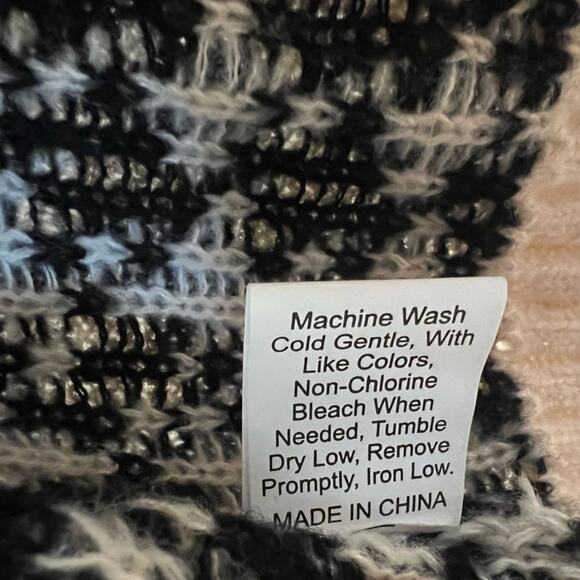 Machine Wash
Cold Gentle, With
Like Colors,
Non-Chlorine
Bleach When
Needed, Tumble
Dry Low, Remove
Promptly, Iron Low.
MADE IN CHINA